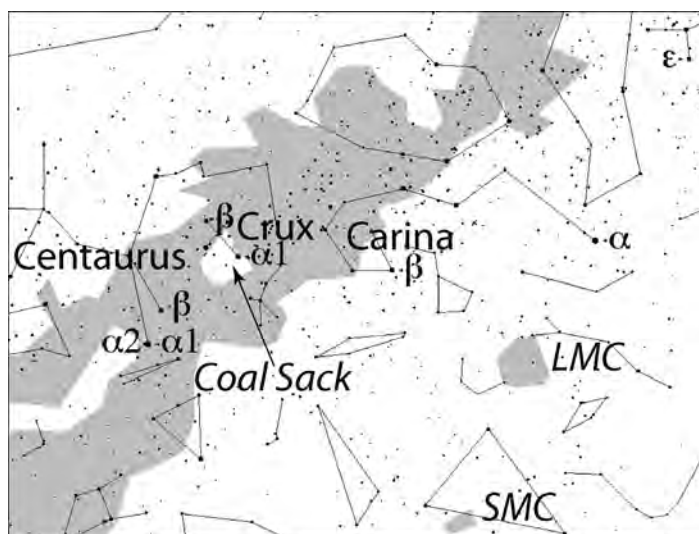 ε
β
Crux
α1
Carina
α
β
Centaurus
β
α2
α1
Coal Sack
LMC
SMC